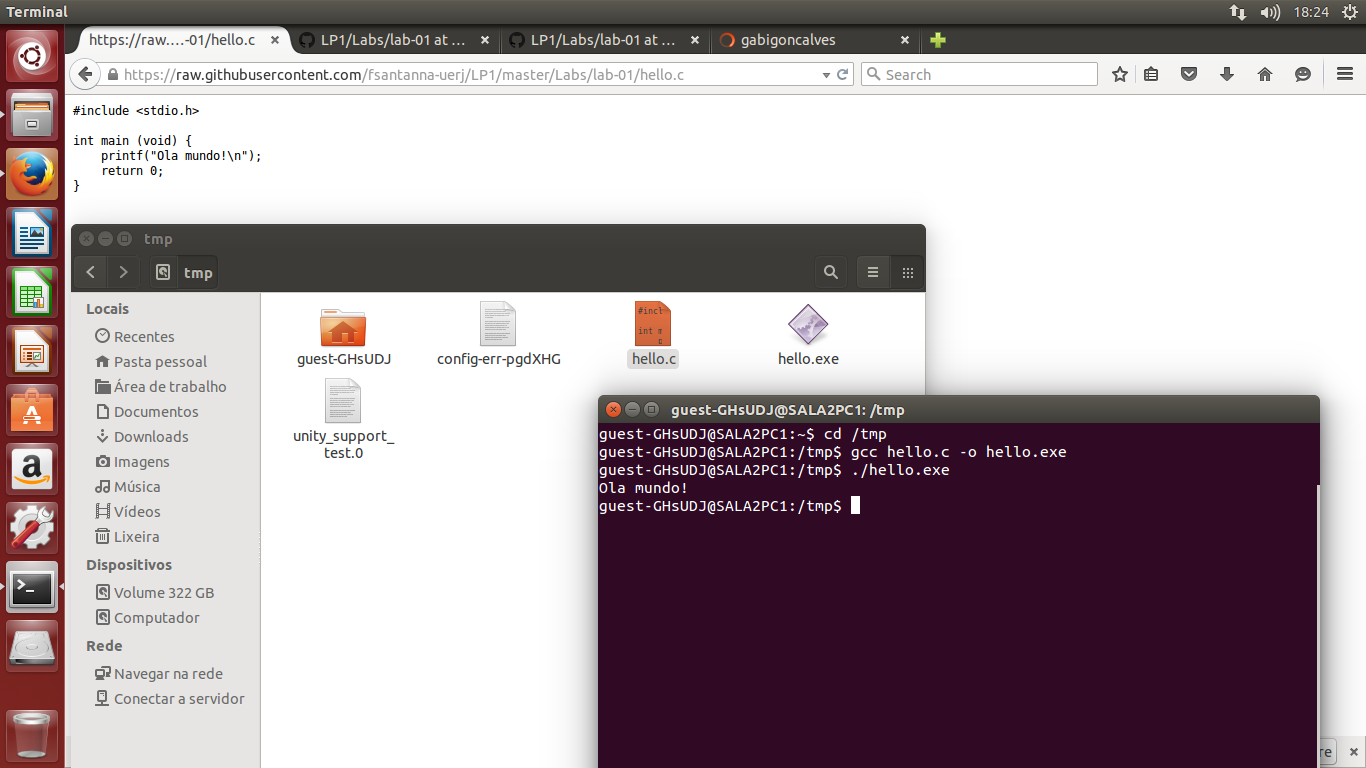 Terminal
18:24
https://raw....-01/hello.c
LP1/Labs/lab-01 at ...
LP1/Labs/lab-01 at ...
gabigoncalves
https://raw.githubusercontent.com/fsantanna-uerj/LP1/master/Labs/lab-01/hello.c
Search
#include <stdio.h>
int main (void) {
    printf("Ola mundo!\n");
    return 0;
}
tmp
tmp
Locais
Recentes
Pasta pessoal
Área de trabalho
Documentos
Downloads
Imagens
Música
Vídeos
Lixeira
Dispositivos
Volume 322 GB
Computador
Rede
Navegar na rede
Conectar a servidor
guest-GHsUDJ
config-err-pgdXHG
#incl
int m
hello.c
hello.exe
unity_support_
test.0
guest-GHsUDJ@SALA2PC1: /tmp
guest-GHsUDJ@SALA2PC1:~$ cd /tmp
guest-GHsUDJ@SALA2PC1:/tmp$ gcc hello.c -o hello.exe
guest-GHsUDJ@SALA2PC1:/tmp$ ./hello.exe
Ola mundo!
guest-GHsUDJ@SALA2PC1:/tmp$